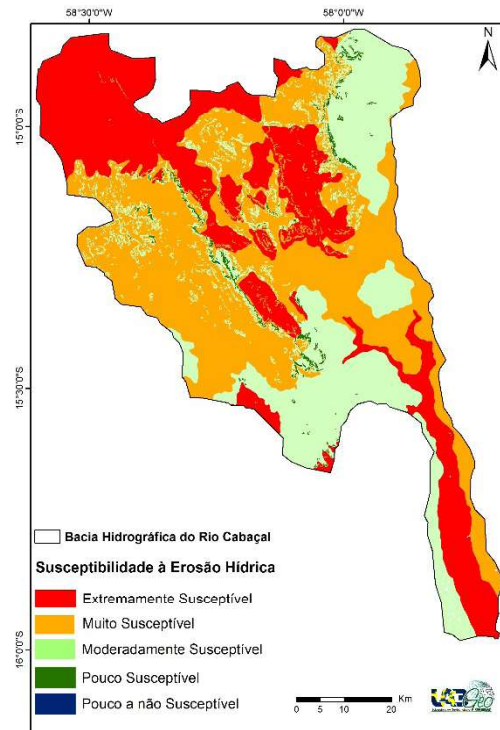 58°30'0"W 58°0'0"W
N
15°0'0"S
15°30'0"S
16°0'0"S
Bacia Hidrográfica do Rio Cabaçal
Susceptibilidade à Erosão Hídrica
Extremamente Susceptível
Muito Susceptível
Moderadamente Susceptível
Pouco Susceptível
Pouco a não Susceptível
Km
0 5 10 20
Geo